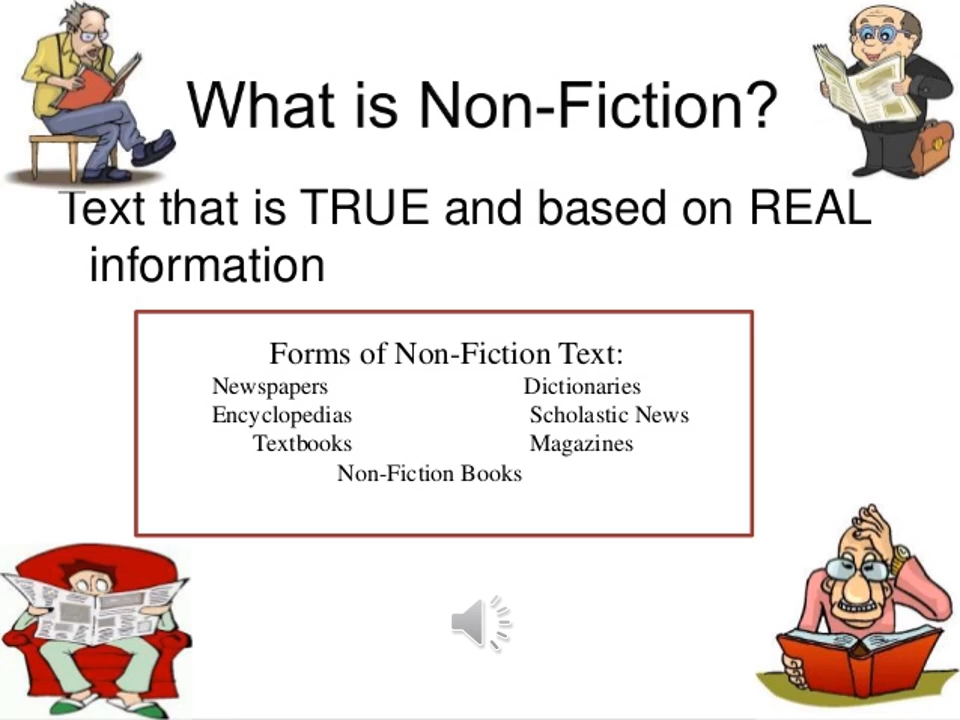 What is Non-Fiction?
Text that is TRUE and based on REAL
information
Forms of Non-Fiction Text:
Newspapers Dictionaries
Encyclopedias Scholastic News
Textbooks Magazines
Non-Fiction Books